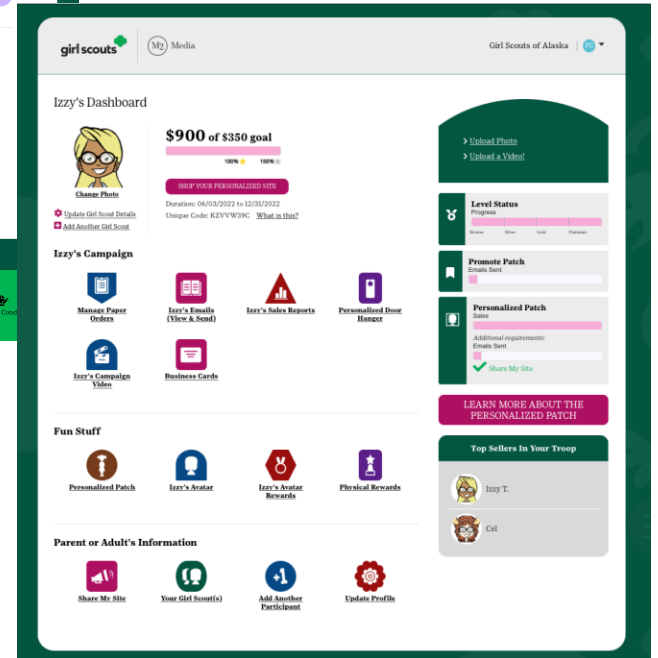 girl scouts
M2 Media
Girl Scouts of Alaska | PG
Izzy's Dashboard
$900 of $350 goal
100% 100%
SHOP YOUR PERSONALIZED SITE
Duration: 06/03/2022 to 12/31/2022
Unique Code: KZVVW39C What is this?
Change Photo
Update Girl Scout Details
Add Another Girl Scout
Izzy's Campaign
Manage Paper
Orders
Izzy's Emails
(View & Send)
Izzy's Sales Reports
Personalized Door
Hanger
Izzy's Campaign
Video
Business Cards
Fun Stuff
Personalized Patch
Izzy's Avatar
Izzy's Avatar
Rewards
Physical Rewards
Parent or Adult's Information
Share My Site
Your Girl Scout(s)
+1
Add Another
Participant
Update Profile
Upload Photo
Upload a Video!
Level Status
Progress
Bronze Silver Gold Platinum
Promote Patch
Emails Sent
Personalized Patch
Sales
Additional requirements:
Emails Sent
Share My Site
LEARN MORE ABOUT THE
PERSONALIZED PATCH
Top Sellers In Your Troop
Izzy T.
Cel